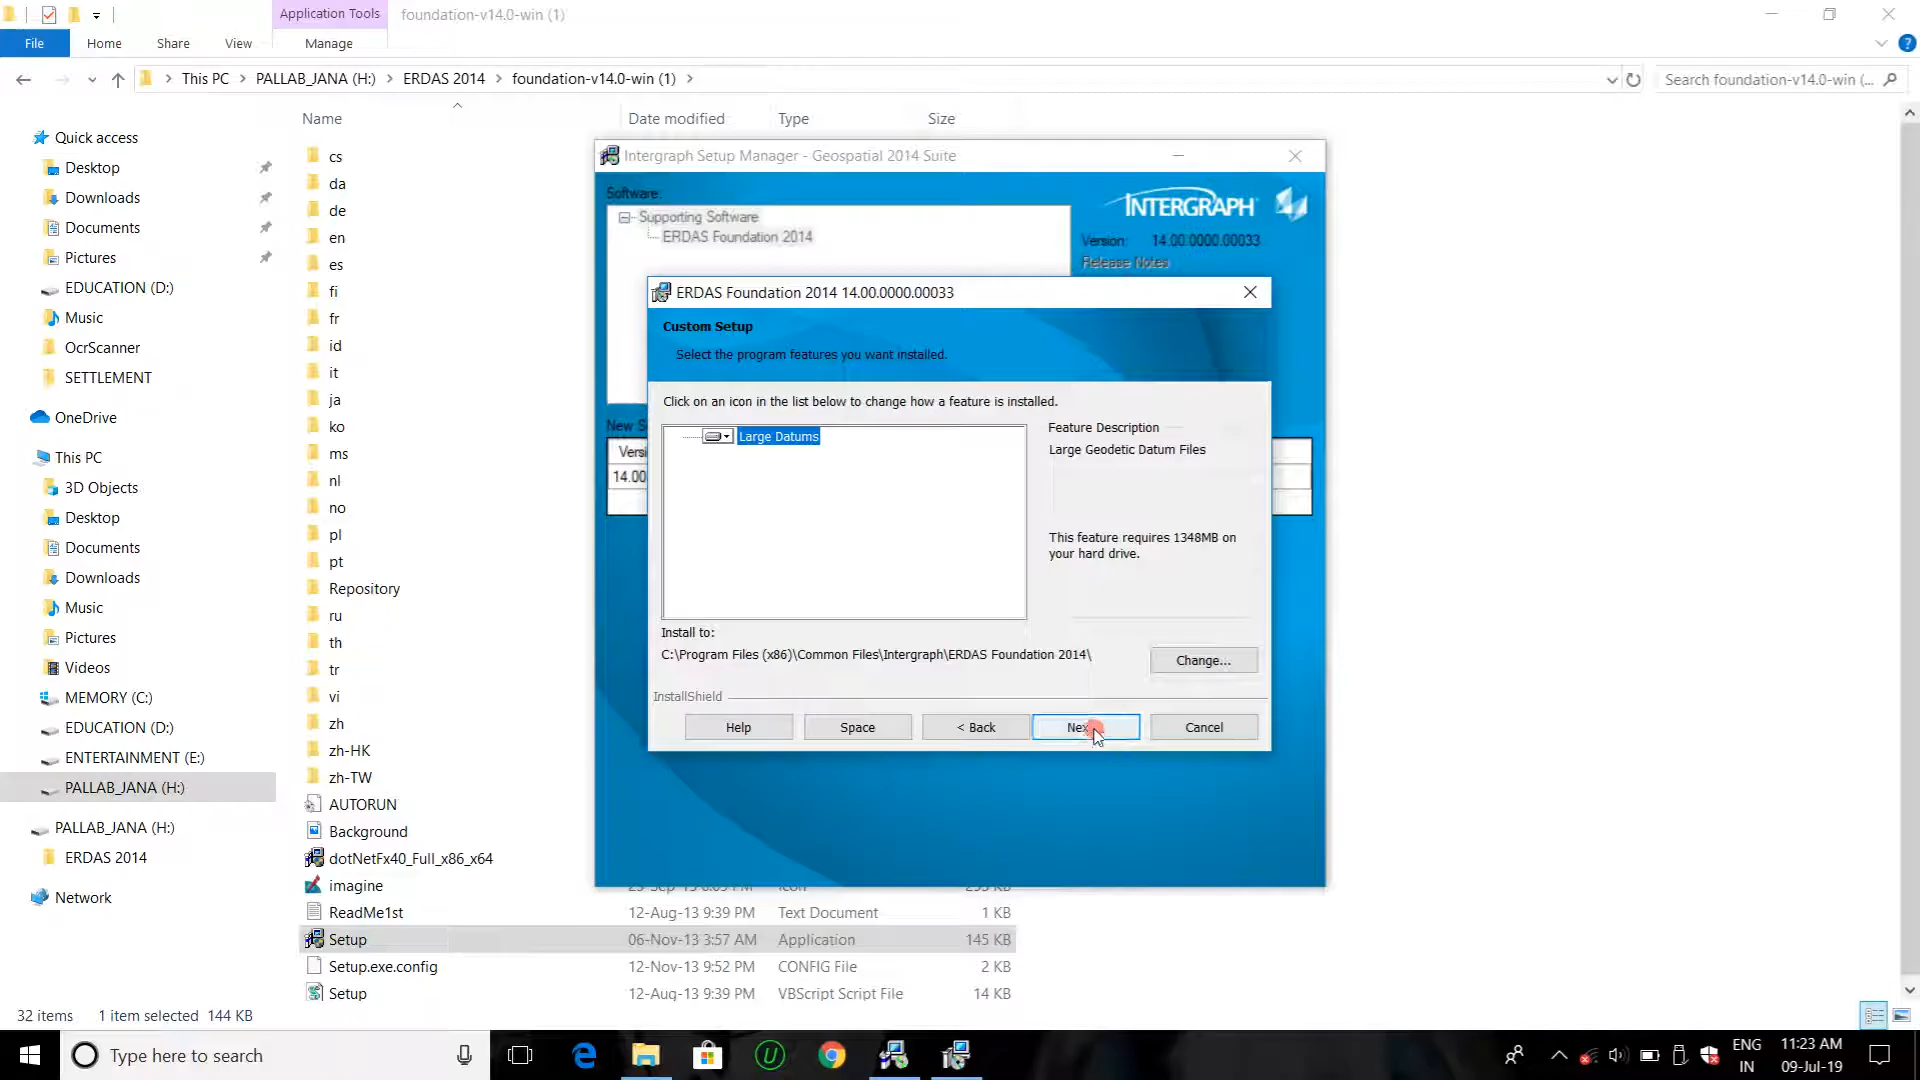 Application Tools
foundation-v14.0-win (1)
File
Home
Share
View
Manage
This PC
PALLAB_JANA (H:)
ERDAS 2014
foundation-v14.0-win (1)
Search foundation-v14.0-win (...
Name
Date modified
Type
Size
Quick access
Desktop
Downloads
Documents
Pictures
EDUCATION (D:)
Music
OcrScanner
SETTLEMENT
OneDrive
This PC
3D Objects
Desktop
Documents
Downloads
Music
Pictures
Videos
MEMORY (C:)
EDUCATION (D:)
ENTERTAINMENT (E:)
PALLAB_JANA (H:)
PALLAB_JANA (H:)
ERDAS 2014
Network
cs
da
de
en
es
fi
fr
id
it
ja
ko
ms
nl
no
pl
pt
Repository
ru
th
tr
vi
zh
zh-HK
zh-TW
AUTORUN
Background
dotNetFx40_Full_x86_x64
imagine
ReadMe1st 12-Aug-13 9:39 PM Text Document 1 KB
Setup 06-Nov-13 3:57 AM Application 145 KB
Setup.exe.config 12-Nov-13 9:52 PM CONFIG File 2 KB
Setup 12-Aug-13 9:39 PM VBScript Script File 14 KB
Intergraph Setup Manager - Geospatial 2014 Suite
Software:
Supporting Software
ERDAS Foundation 2014
INTERGRAPH
Version: 14.00.0000.00033
Release Notes
New S
Versi
14.00
ERDAS Foundation 2014 14.00.0000.00033
Custom Setup
Select the program features you want installed.
Click on an icon in the list below to change how a feature is installed.
Large Datums
Feature Description
Large Geodetic Datum Files
This feature requires 1348MB on
your hard drive.
Install to:
C:\Program Files (x86)\Common Files\Intergraph\ERDAS Foundation 2014\
Change...
InstallShield
Help
Space
< Back
Nex
Cancel
32 items 1 item selected 144 KB
Type here to search
ENG
IN
11:23 AM
09-Jul-19